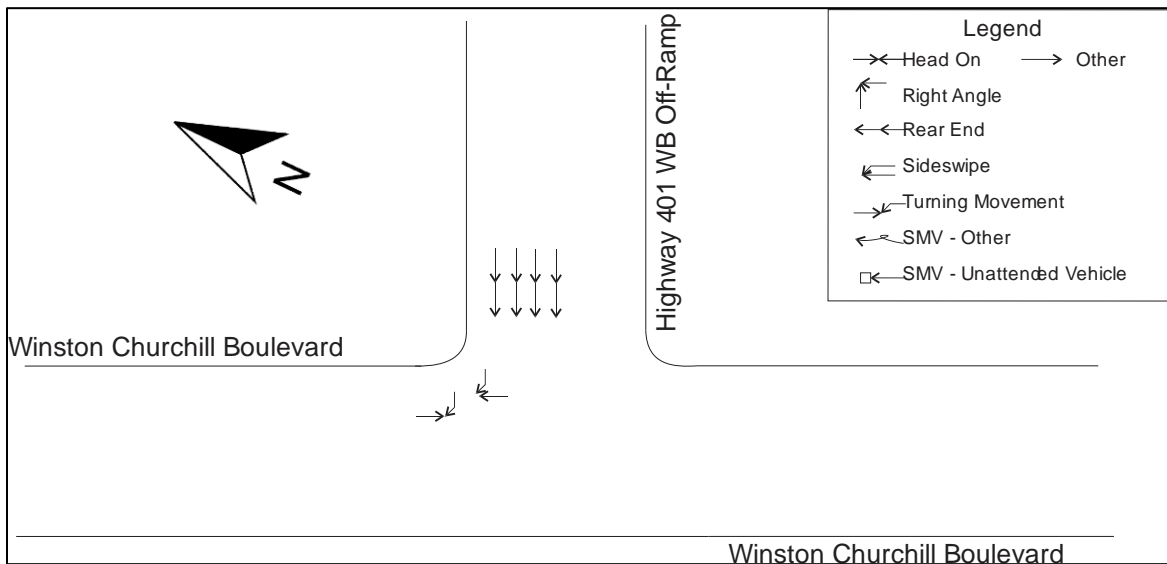 Legend
Head On
Other
Right Angle
Rear End
Sideswipe
Turning Movement
SMV - Other
SMV - Unattended Vehicle
Highway 401 WB Off-Ramp
N
Winston Churchill Boulevard
Winston Churchill Boulevard